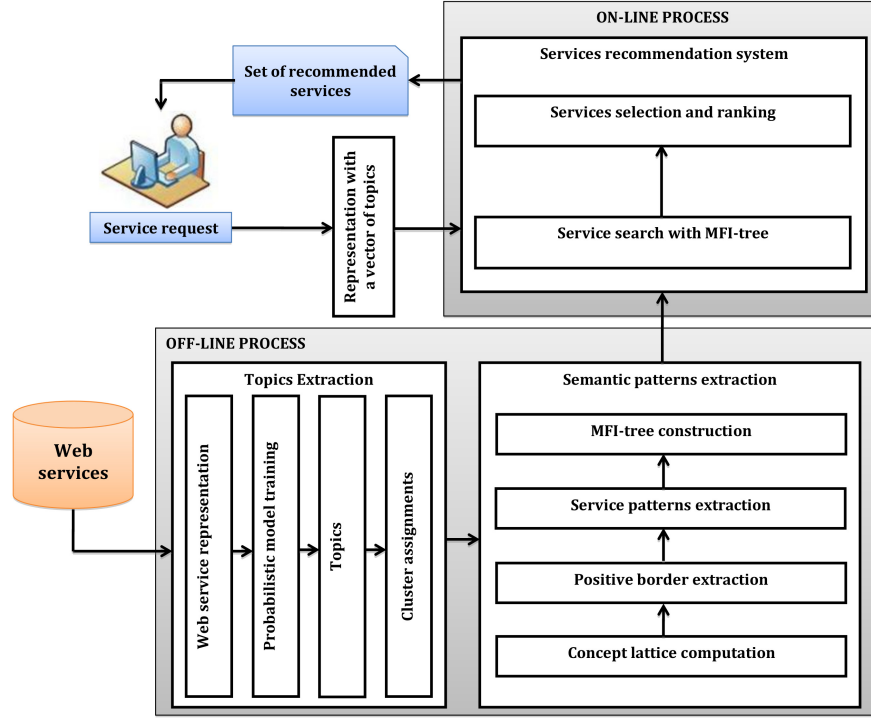 ON-LINE PROCESS
Services recommendation system
Set of recommended
services
Services selection and ranking
Representation with
a vector of topics
Service request
Service search with MFI-tree
OFF-LINE PROCESS
Topics Extraction
Semantic patterns extraction
Web
services
Web service representation
Probabilistic model training
Topics
Cluster assignments
MFI-tree construction
Service patterns extraction
Positive border extraction
Concept lattice computation